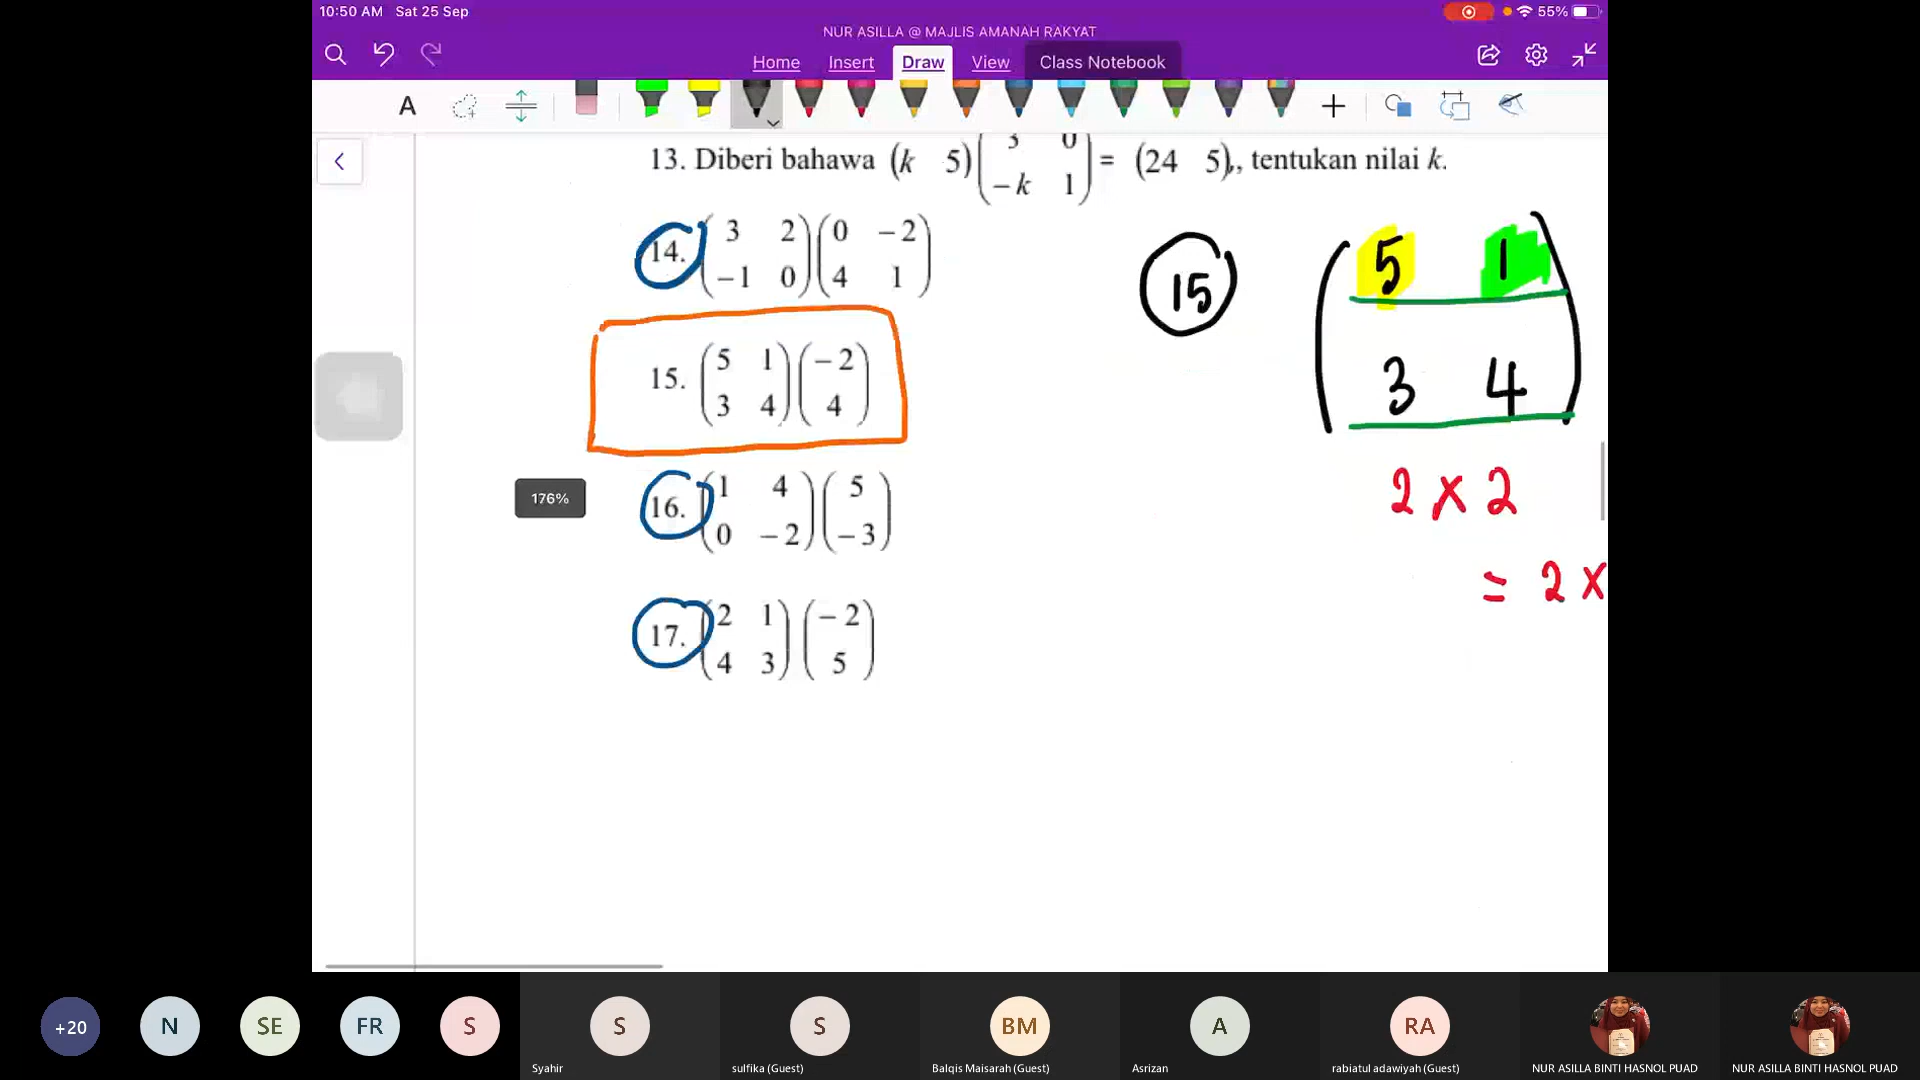 10:50 AM Sat 25 Sep
55%
NUR ASILLA @ MAJLIS AMANAH RAKYAT
Home Insert Draw View Class Notebook
A
13. Diberi bahawa (k 5) (3 0 = (24 5),, tentukan nilai k.
-k 1)
14. (3 2) (0 -2)
(-1 0) (4 1)
15 (5 1)
15. (5 1) (-2)
(3 4) (4)
(3 4)
2 × 2
= 2 ×
176%
16. (1 4) (5)
(0 -2) (-3)
17. (2 1) (-2)
(4 3) (5)
+20 N SE FR S S S BM A RA
Syahir sulfika (Guest) Balqis Maisarah (Guest) Asrizan rabiatul adawiyah (Guest) NUR ASILLA BINTI HASNOL PUAD NUR ASILLA BINTI HASNOL PUAD